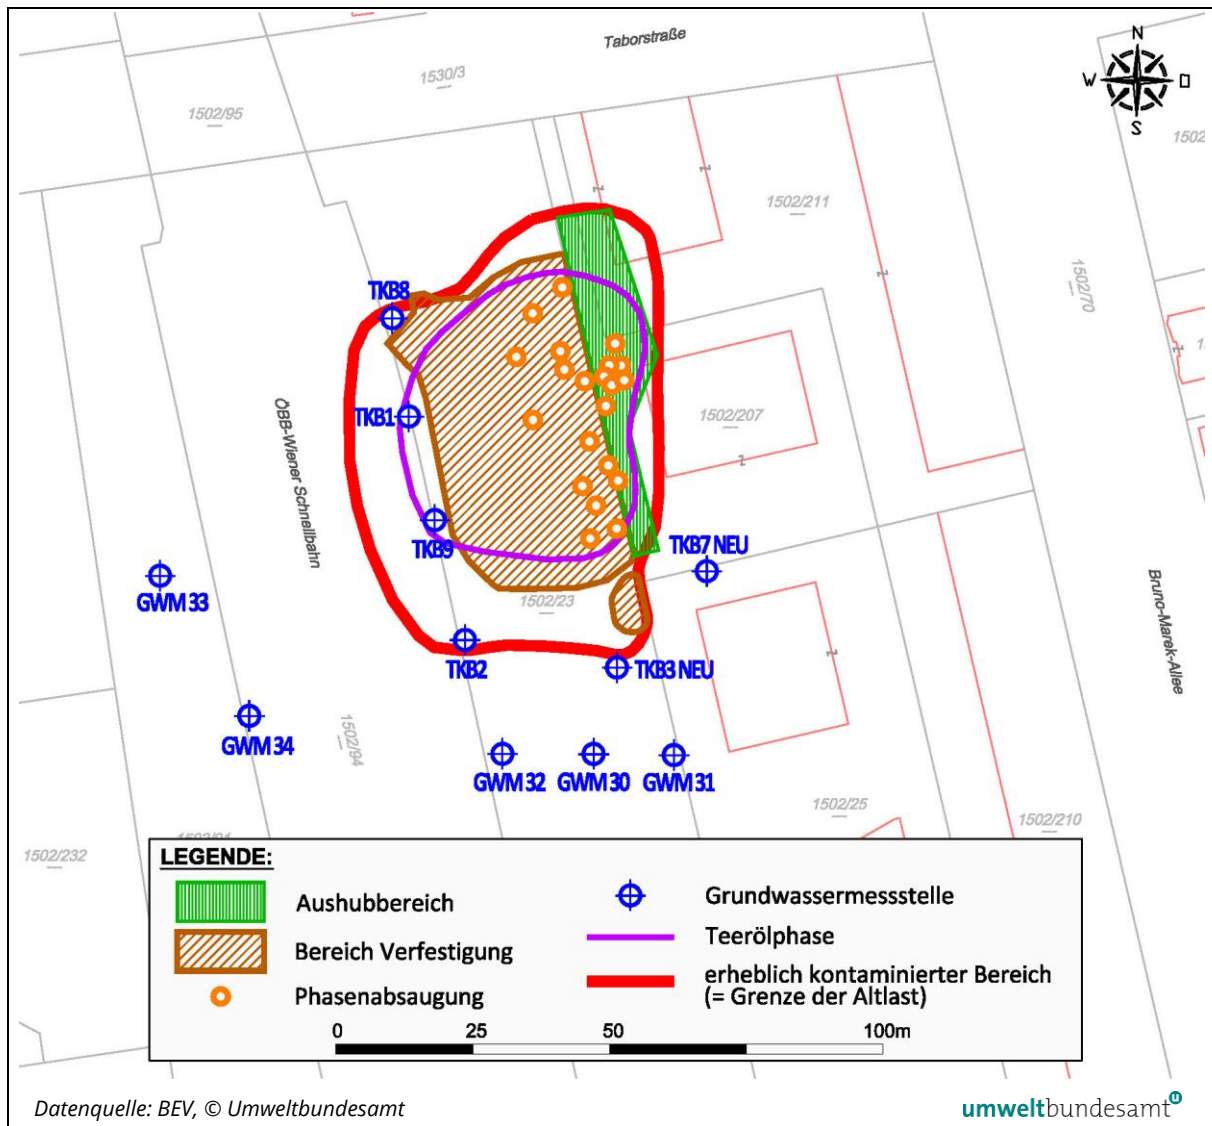 Taborstraße
N
W
O
S
1530/3
1502/95
1502
1502/211
1502/70
TKB8
TKB1
ÖBB-Wiener Schnellbahn
1502/207
TKB9
TKB7 NEU
GWM 33
1502/23
Bruno-Marek-Allee
TKB2
TKB3 NEU
GWM 34
1502/94
GWM 32
GWM 30
GWM 31
1502/25
1502/210
1502/232
LEGENDE:
Aushubbereich
Bereich Verfestigung
Phasenabsaugung
Grundwassermessstelle
Teerölphase
erheblich kontaminierter Bereich
(= Grenze der Altlast)
0 25 50 100m
Datenquelle: BEV, © Umweltbundesamt
umweltbundesamt